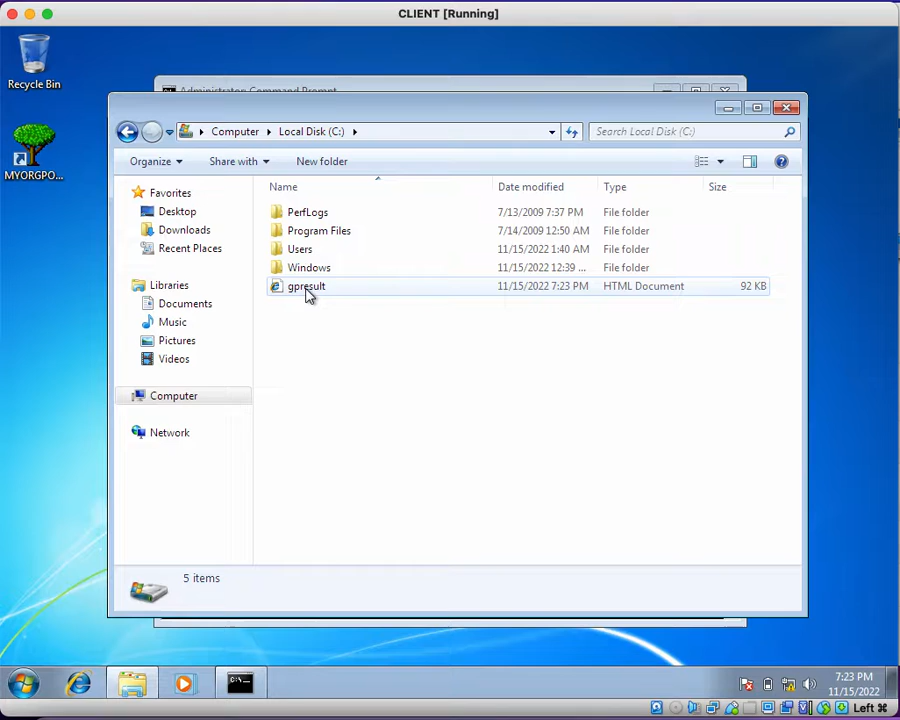 CLIENT [Running]
Recycle Bin
MYORGPO...
Administrator: Command Prompt
Computer Local Disk (C:)
Search Local Disk (C:)
Organize Share with New folder
Name Date modified Type Size
Favorites
Desktop
Downloads
Recent Places
Libraries
Documents
Music
Pictures
Videos
Computer
Network
PerfLogs 7/13/2009 7:37 PM File folder
Program Files 7/14/2009 12:50 AM File folder
Users 11/15/2022 1:40 AM File folder
Windows 11/15/2022 12:39 ... File folder
gpresult 11/15/2022 7:23 PM HTML Document 92 KB
5 items
C:\-
7:23 PM
11/15/2022
Left ⌘